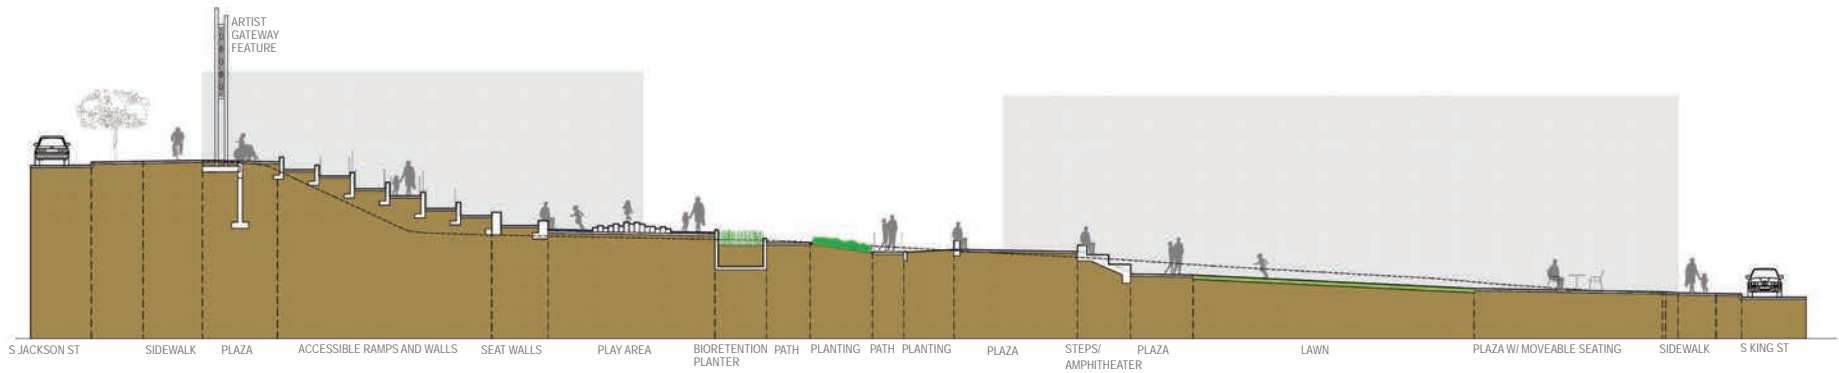 ARTIST
GATEWAY
FEATURE
S JACKSON ST
SIDEWALK
PLAZA
ACCESSIBLE RAMPS AND WALLS
SEAT WALLS
PLAY AREA
BIORETENTION
PLANTER
PATH
PLANTING
PATH
PLANTING
PLAZA
STEPS/
AMPHITHEATER
PLAZA
LAWN
PLAZA W/ MOVEABLE SEATING
SIDEWALK
S KING ST